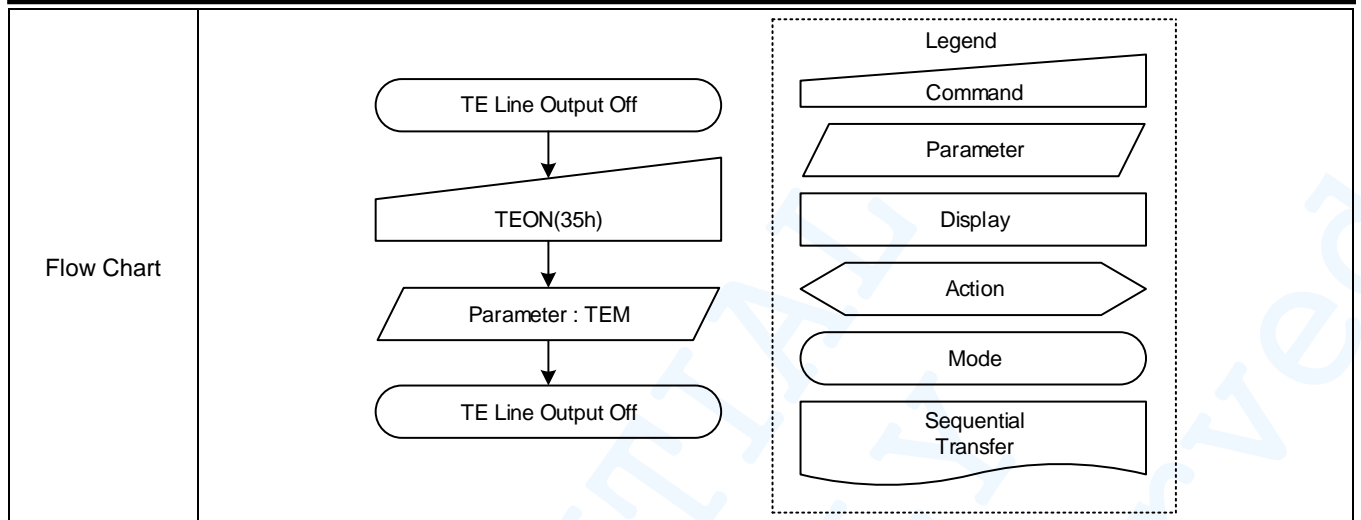 Flow Chart
TE Line Output Off
TEON(35h)
Parameter : TEM
TE Line Output Off
Legend
Command
Parameter
Display
Action
Mode
Sequential
Transfer